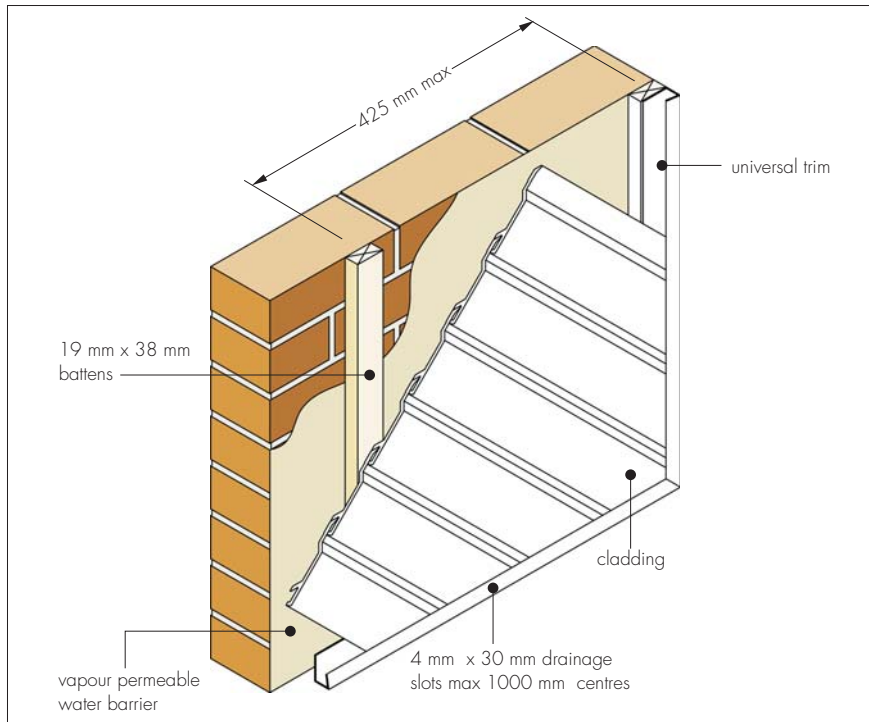 425 mm max
universal trim
19 mm x 38 mm
battens
cladding
4 mm x 30 mm drainage
slots max 1000 mm centres
vapour permeable
water barrier